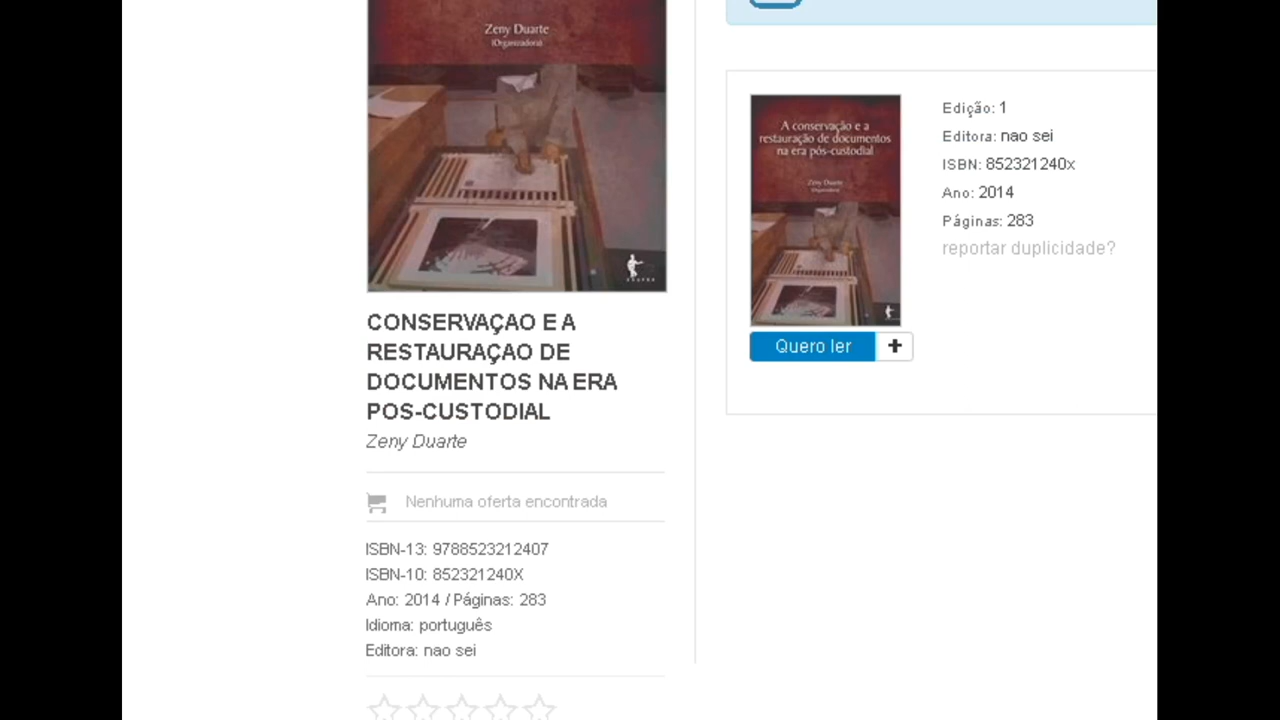 Zeny Duarte
(Organizadora)
EDUFBA
CONSERVAÇAO E A
RESTAURAÇAO DE
DOCUMENTOS NA ERA
POS-CUSTODIAL
Zeny Duarte
Nenhuma oferta encontrada
ISBN-13: 9788523212407
ISBN-10: 852321240X
Ano: 2014 / Páginas: 283
Idioma: português
Editora: nao sei
A conservação e a
restauração de documentos
na era pós-custodial
Zeny Duarte
(Organizadora)
Quero ler +
Edição: 1
Editora: nao sei
ISBN: 852321240x
Ano: 2014
Páginas: 283
reportar duplicidade?